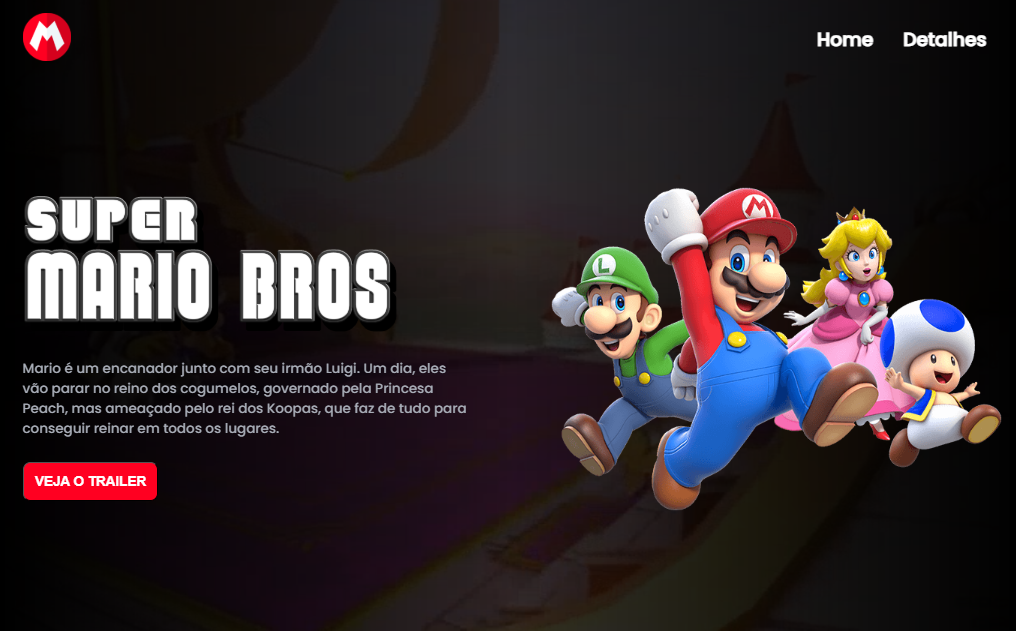 M
Home Detalhes
SUPER
MARIO BROS
Mario é um encanador junto com seu irmão Luigi. Um dia, eles
vão parar no reino dos cogumelos, governado pela Princesa
Peach, mas ameaçado pelo rei dos Koopas, que faz de tudo para
conseguir reinar em todos os lugares.
VEJA O TRAILER
M
L